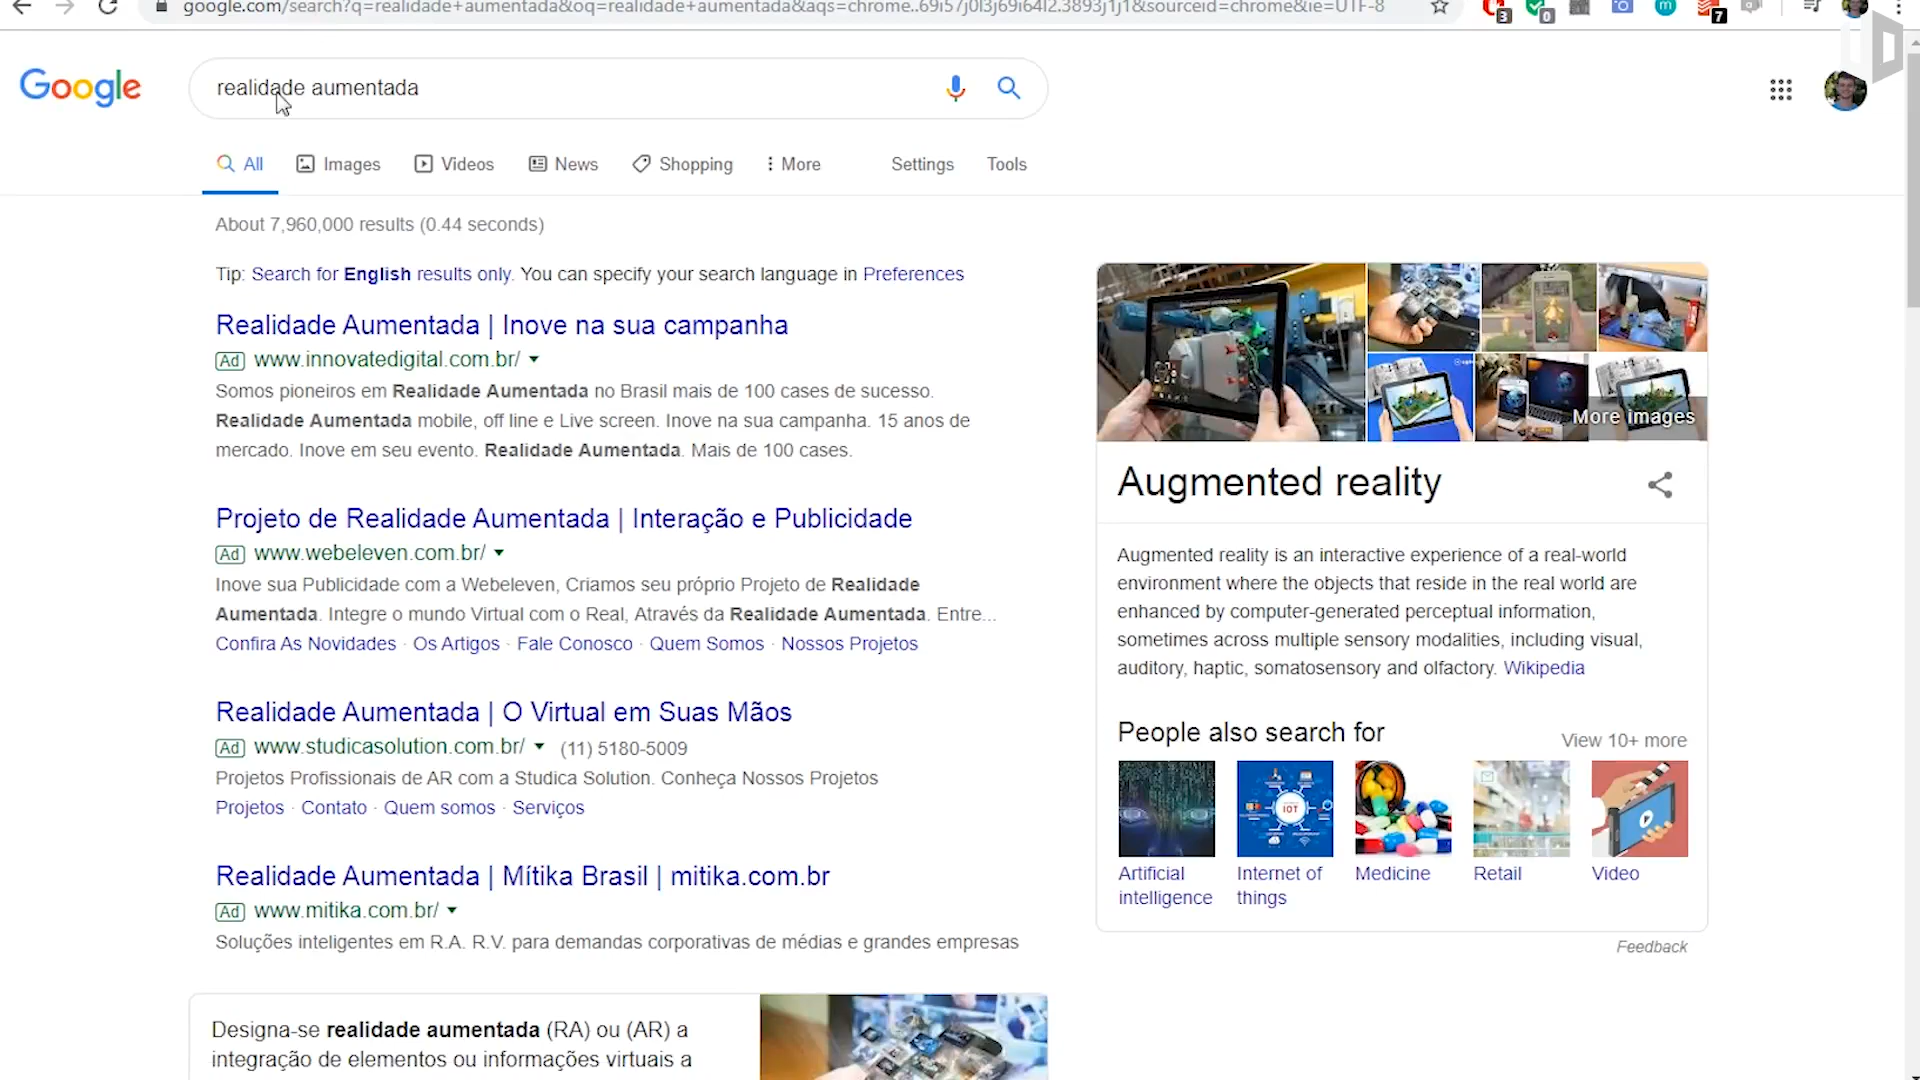 google.com/search?q=realidade+aumentada&oq=realidade+aumentada&aqs=chrome..69i57j0l3j69i64l2.3893j1j1&sourceid=chrome&ie=UTF-8
3
0
m
7
Google
realidade aumentada
All
Images
Videos
News
Shopping
More
Settings
Tools
About 7,960,000 results (0.44 seconds)
Tip: Search for English results only. You can specify your search language in Preferences
Realidade Aumentada | Inove na sua campanha
Ad www.innovatedigital.com.br/
Somos pioneiros em Realidade Aumentada no Brasil mais de 100 cases de sucesso.
Realidade Aumentada mobile, off line e Live screen. Inove na sua campanha. 15 anos de
mercado. Inove em seu evento. Realidade Aumentada. Mais de 100 cases.
Projeto de Realidade Aumentada | Interação e Publicidade
Ad www.webeleven.com.br/
Inove sua Publicidade com a Webeleven, Criamos seu próprio Projeto de Realidade
Aumentada. Integre o mundo Virtual com o Real, Através da Realidade Aumentada. Entre...
Confira As Novidades · Os Artigos · Fale Conosco · Quem Somos · Nossos Projetos
Realidade Aumentada | O Virtual em Suas Mãos
Ad www.studicasolution.com.br/ (11) 5180-5009
Projetos Profissionais de AR com a Studica Solution. Conheça Nossos Projetos
Projetos · Contato · Quem somos · Serviços
Realidade Aumentada | Mítika Brasil | mitika.com.br
Ad www.mitika.com.br/
Soluções inteligentes em R.A. R.V. para demandas corporativas de médias e grandes empresas
Designa-se realidade aumentada (RA) ou (AR) a
integração de elementos ou informações virtuais a
More images
Augmented reality
Augmented reality is an interactive experience of a real-world
environment where the objects that reside in the real world are
enhanced by computer-generated perceptual information,
sometimes across multiple sensory modalities, including visual,
auditory, haptic, somatosensory and olfactory. Wikipedia
People also search for
View 10+ more
IOT
Artificial
intelligence
Internet of
things
Medicine
Retail
Video
Feedback